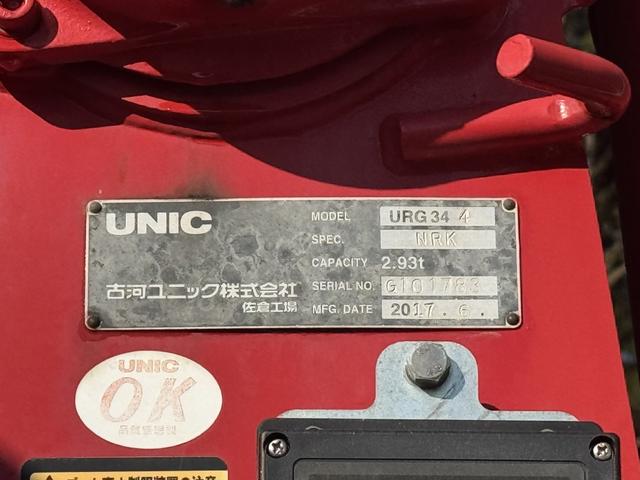 UNIC
MODEL URG34 4
SPEC. NRK
CAPACITY 2.93t
SERIAL NO. G101783
MFG. DATE 2017. 6.
古河ユニック株式会社
佐倉工場
UNIC
OK